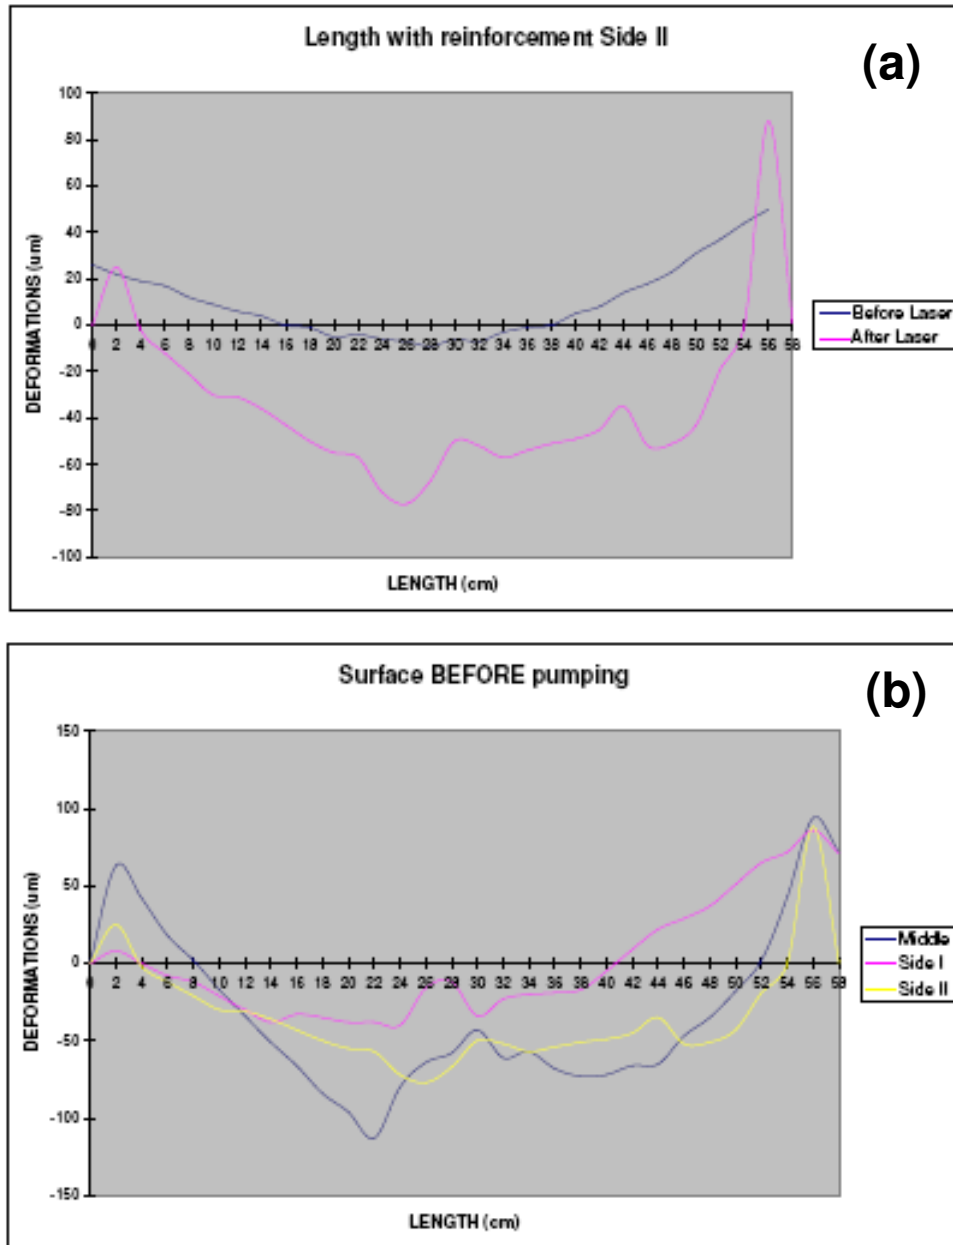 Length with reinforcement Side II
(a)
100
80
60
40
20
0
-20
-40
-60
-80
-100
DEFORMATIONS (um)
0 2 4 6 8 10 12 14 16 18 20 22 24 26 28 30 32 34 36 38 40 42 44 46 48 50 52 54 56 58
LENGTH (cm)
Before Laser
After Laser
Surface BEFORE pumping
(b)
150
100
50
0
-50
-100
-150
DEFORMATIONS (um)
0 2 4 6 8 10 12 14 16 18 20 22 24 26 28 30 32 34 36 38 40 42 44 46 48 50 52 54 56 58
LENGTH (cm)
Middle
Side I
Side II